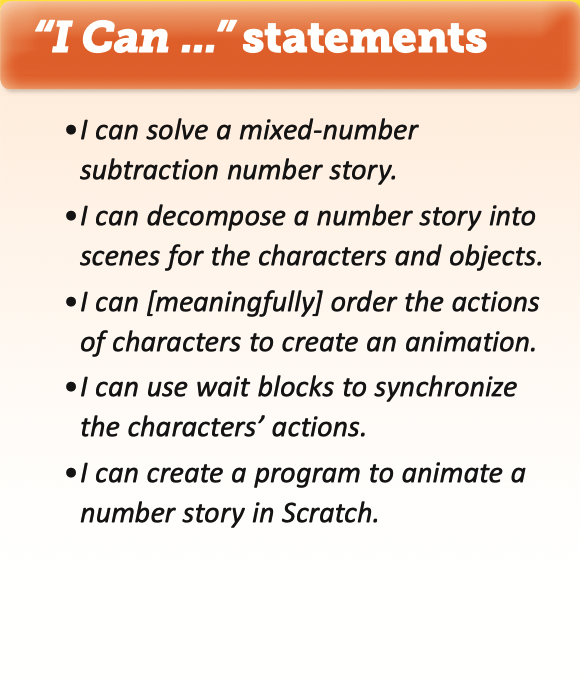 “I Can ...” statements
•I can solve a mixed-number
subtraction number story.
•I can decompose a number story into
scenes for the characters and objects.
•I can [meaningfully] order the actions
of characters to create an animation.
•I can use wait blocks to synchronize
the characters’ actions.
•I can create a program to animate a
number story in Scratch.